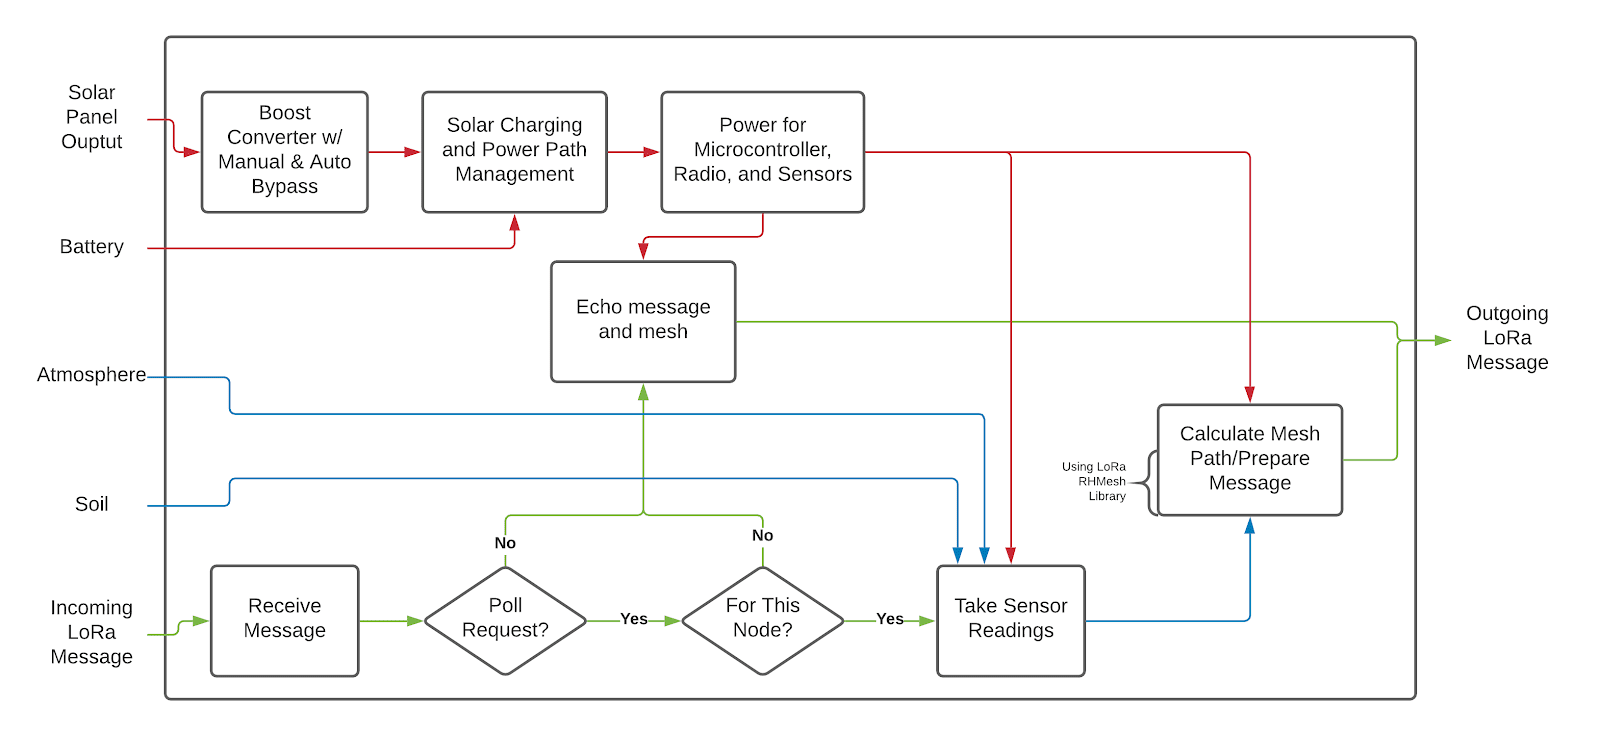 Solar
Panel
Ouptut
Boost
Converter w/
Manual & Auto
Bypass
Solar Charging
and Power Path
Management
Power for
Microcontroller,
Radio, and Sensors
Battery
Echo message
and mesh
Outgoing
LoRa
Message
Atmosphere
Calculate Mesh
Path/Prepare
Message
Using LoRa
RHMesh
Library
Soil
No
No
Incoming
LoRa
Message
Receive
Message
Poll
Request?
Yes
For This
Node?
Yes
Take Sensor
Readings